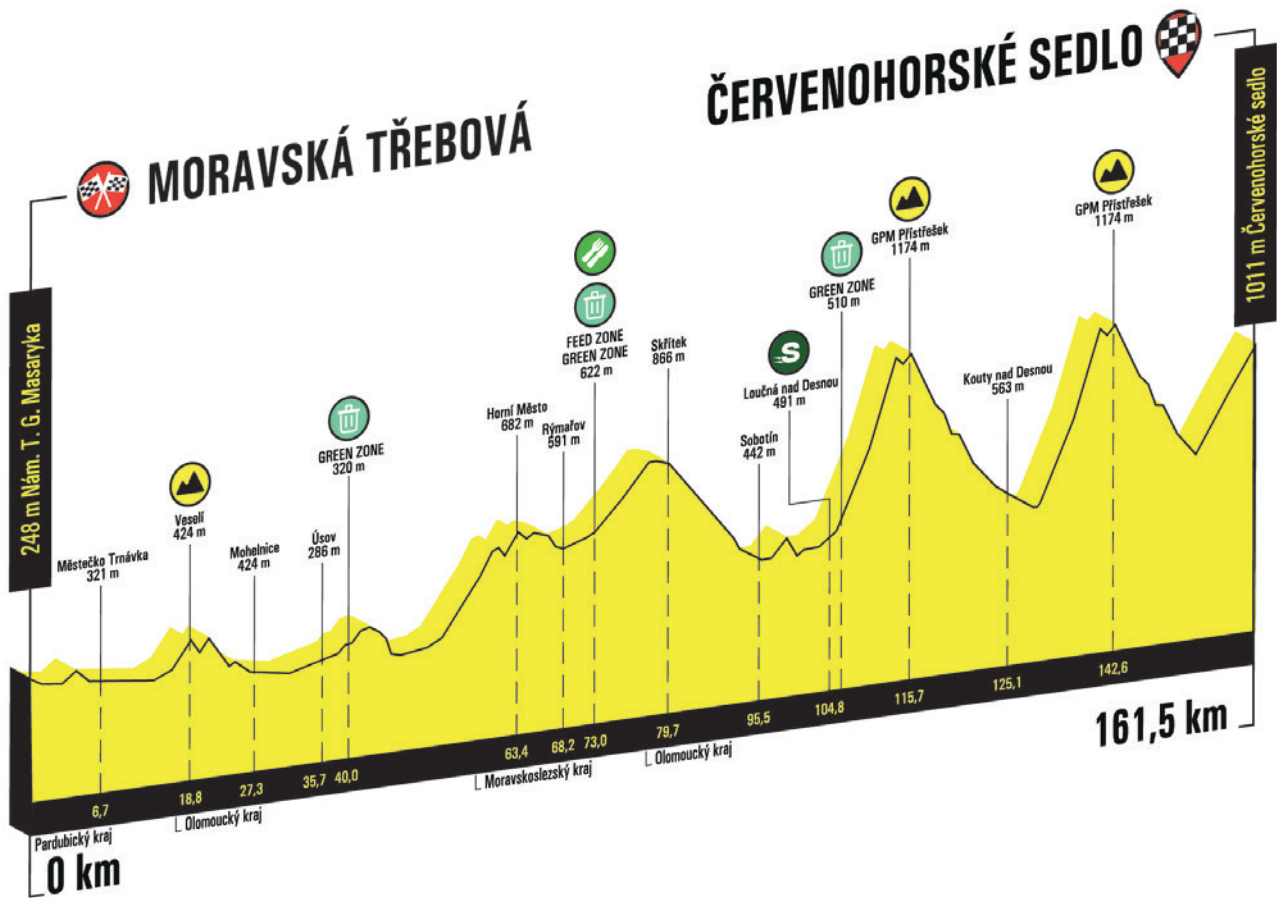 MORAVSKÁ TŘEBOVÁ
ČERVENOHORSKÉ SEDLO
248 m Nám. T. G. Masaryka
Městečko Trnávka
321 m
Veselí
424 m
Mohelnice
424 m
Úsov
286 m
GREEN ZONE
320 m
Horní Město
682 m
Rýmařov
591 m
FEED ZONE
GREEN ZONE
622 m
Skřítek
866 m
Sobotín
442 m
S
Loučná nad Desnou
491 m
GREEN ZONE
510 m
GPM Přístřešek
1174 m
Kouty nad Desnou
563 m
GPM Přístřešek
1174 m
1011 m Červenohorské sedlo
6,7
18,8
27,3
35,7
40,0
63,4
68,2
73,0
79,7
95,5
104,8
115,7
125,1
142,6
Pardubický kraj
Olomoucký kraj
Moravskoslezský kraj
Olomoucký kraj
0 km
161,5 km